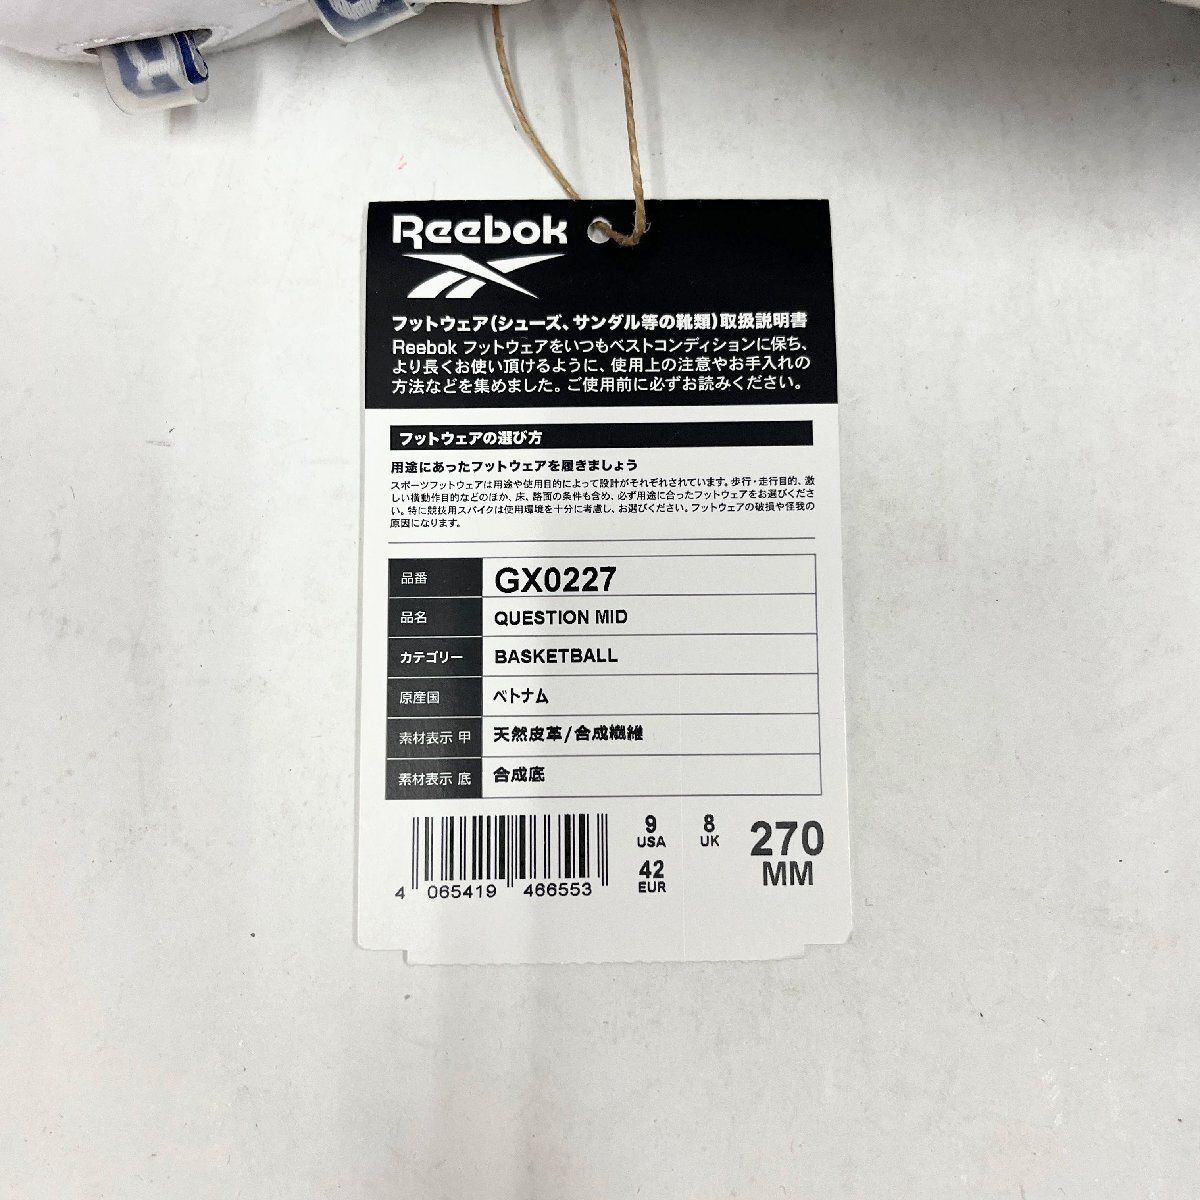 Reebok
フットウェア(シューズ、サンダル等の靴類)取扱説明書
Reebok フットウェアをいつもベストコンディションに保ち、
より長くお使い頂けるように、使用上の注意やお手入れの
方法などを集めました。ご使用前に必ずお読みください。
フットウェアの選び方
用途にあったフットウェアを履きましょう
スポーツフットウェアは用途や使用目的によって設計がそれぞれされています。歩行・走行目的、激
しい横動作目的などのほか、床、路面の条件も含め、必ず用途に合ったフットウェアをお選びくださ
い。特に競技用スパイクは使用環境を十分に考慮し、お選びください。フットウェアの破損や怪我の
原因になります。
品番 GX0227
品名 QUESTION MID
カテゴリー BASKETBALL
原産国 ベトナム
素材表示 甲 天然皮革/合成繊維
素材表示 底 合成底
9 USA
8 UK
42 EUR
270 MM
4 065419 466553